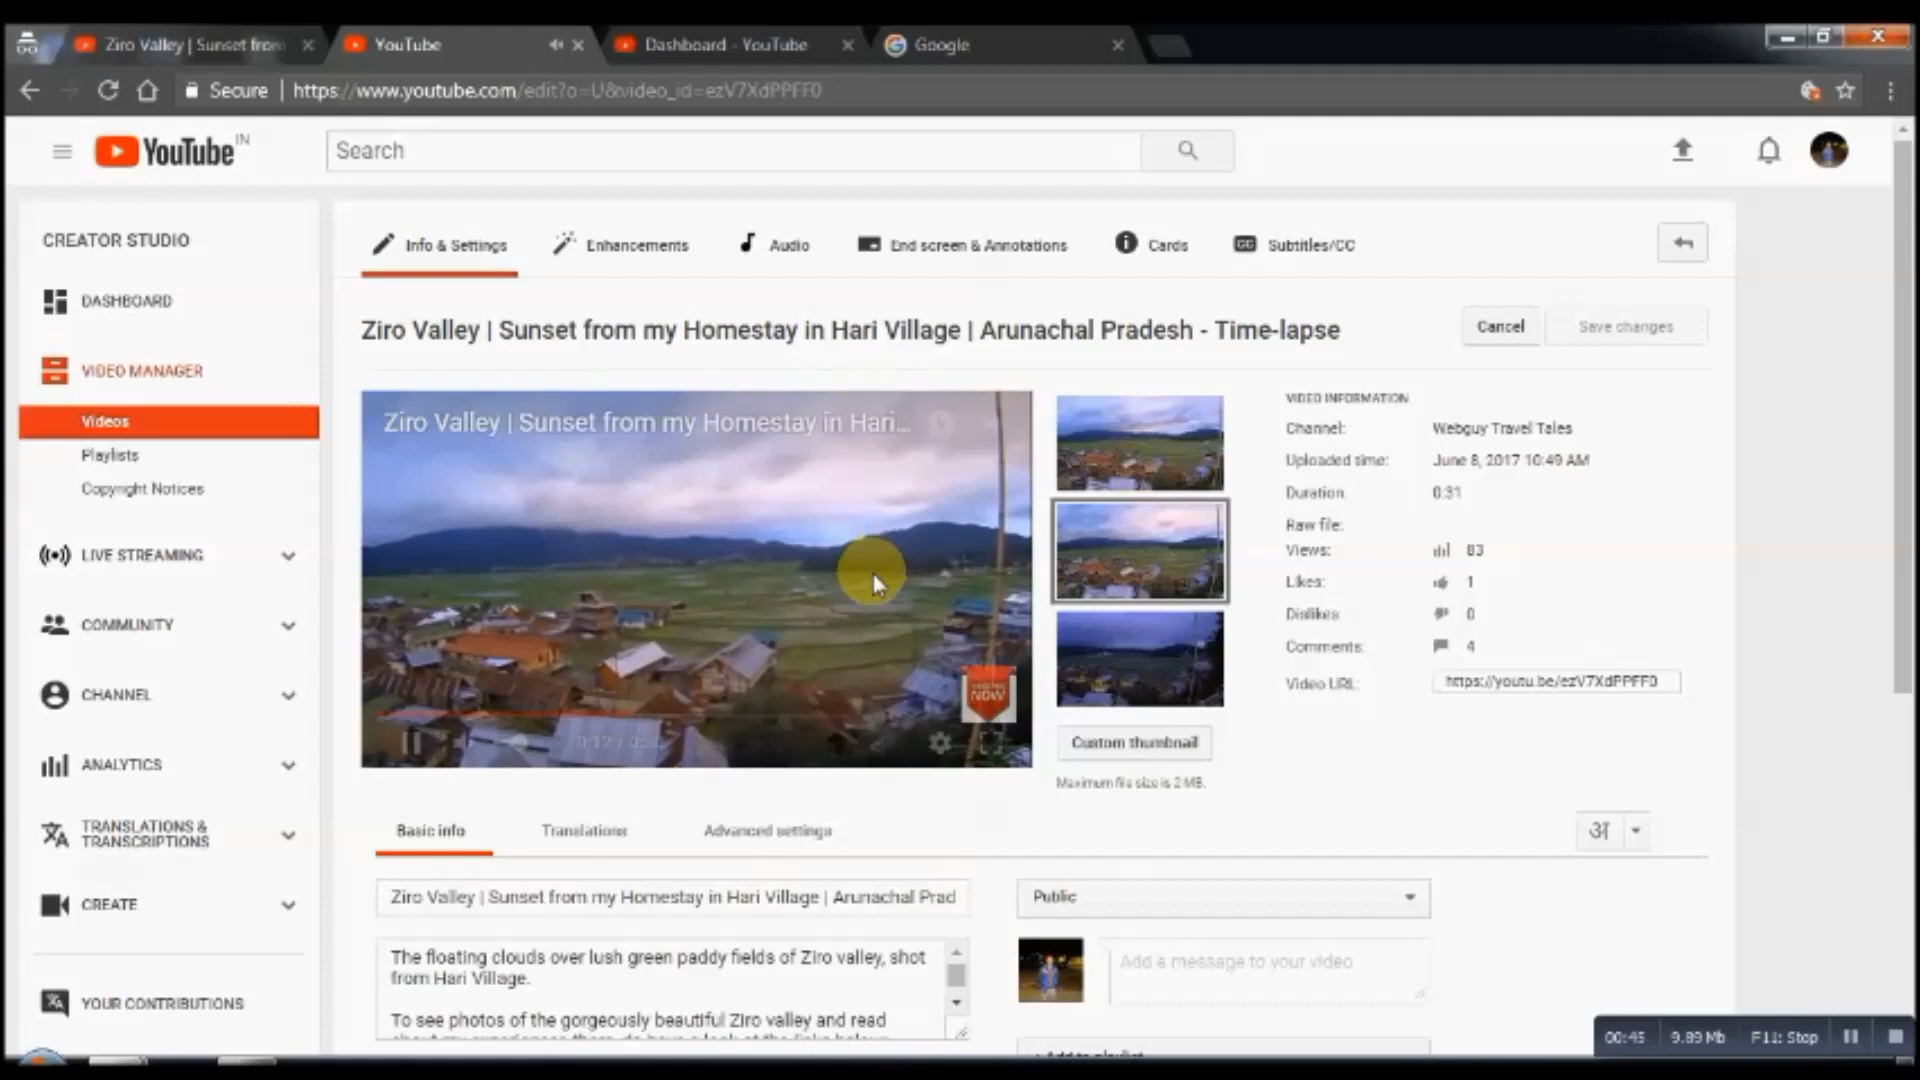 Ziro Valley | Sunset from
YouTube
Dashboard - YouTube
Google
Secure
https://www.youtube.com/edit?o=U&video_id=ezV7XdPPFF0
YouTube IN
Search
CREATOR STUDIO
DASHBOARD
VIDEO MANAGER
Videos
Playlists
Copyright Notices
LIVE STREAMING
COMMUNITY
CHANNEL
ANALYTICS
TRANSLATIONS &
TRANSCRIPTIONS
CREATE
YOUR CONTRIBUTIONS
Info & Settings
Enhancements
Audio
End screen & Annotations
Cards
CC Subtitles/CC
Ziro Valley | Sunset from my Homestay in Hari Village | Arunachal Pradesh - Time-lapse
Cancel
Save changes
Ziro Valley | Sunset from my Homestay in Hari...
NOW
Custom thumbnail
Maximum file size is 2 MB.
VIDEO INFORMATION
Channel: Webguy Travel Tales
Uploaded time: June 8, 2017 10:49 AM
Duration 0:31
Raw file:
Views: 83
Likes: 1
Dislikes 0
Comments: 4
Video URL: https://youtu.be/ezV7XdPPFF0
Basic info
Translations
Advanced settings
अ
Ziro Valley | Sunset from my Homestay in Hari Village | Arunachal Prad
The floating clouds over lush green paddy fields of Ziro valley, shot
from Hari Village.
To see photos of the gorgeously beautiful Ziro valley and read
Public
Add a message to your video
00:45
9.89 Mb
F11: Stop